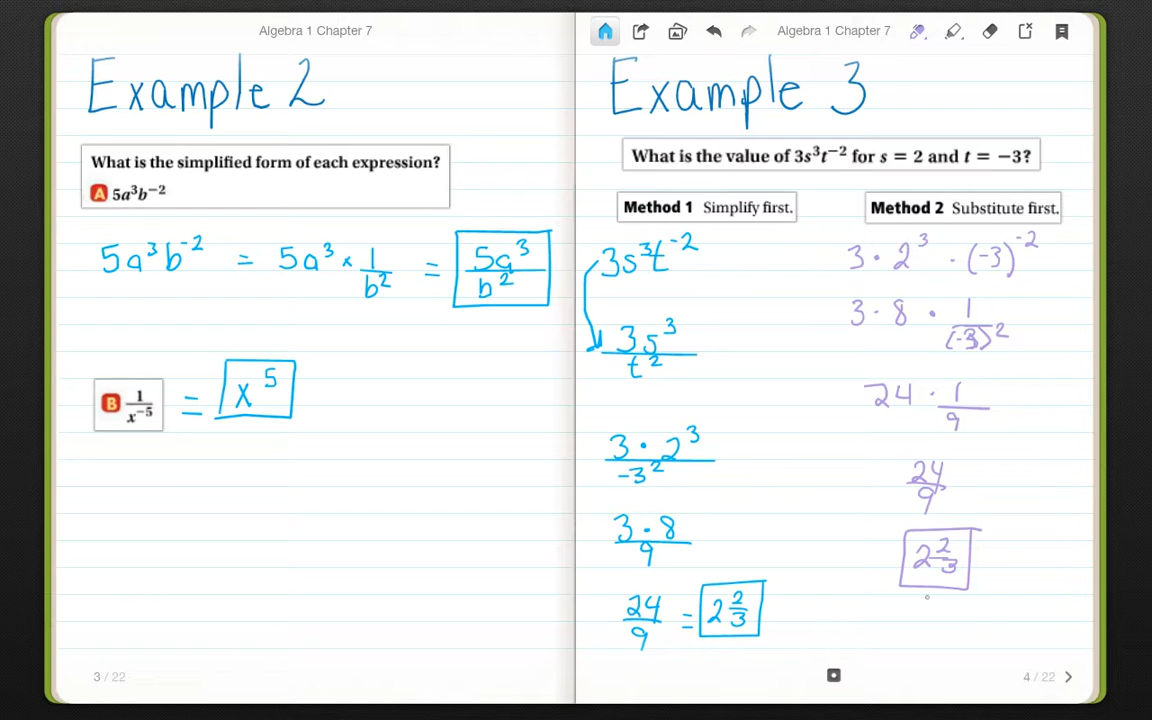 Algebra 1 Chapter 7
Example 2
What is the simplified form of each expression?
A 5a³b⁻²
5a³b⁻² = 5a³ × 1/b² = 5a³/b²
B 1/x⁻⁵ = x⁵
3 / 22
Algebra 1 Chapter 7
Example 3
What is the value of 3s³t⁻² for s = 2 and t = −3?
Method 1 Simplify first.
3s³t⁻²
3s³/t²
3 · 2³/-3²
3 · 8/9
24/9 = 2 2/3
Method 2 Substitute first.
3 · 2³ · (-3)⁻²
3 · 8 · 1/(-3)²
24 · 1/9
24/9
2 2/3
4 / 22